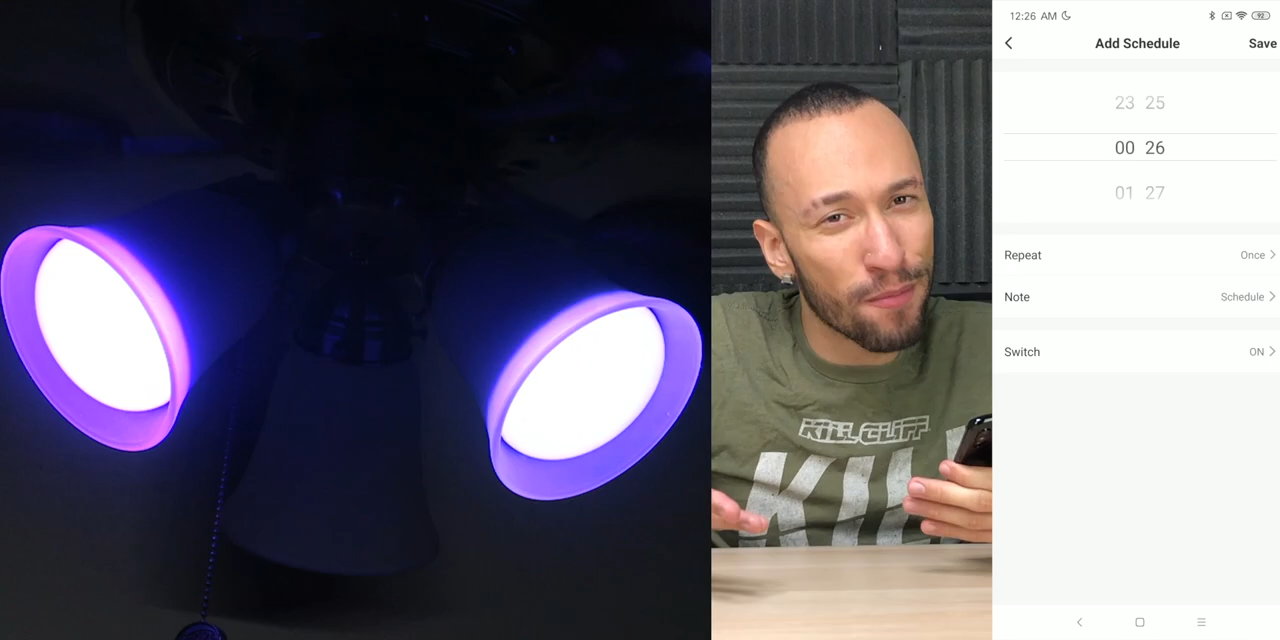 KILL CLIFF
KILL
12:26 AM
92
Add Schedule
Save
23 25
00 26
01 27
Repeat
Once
Note
Schedule
Switch
ON